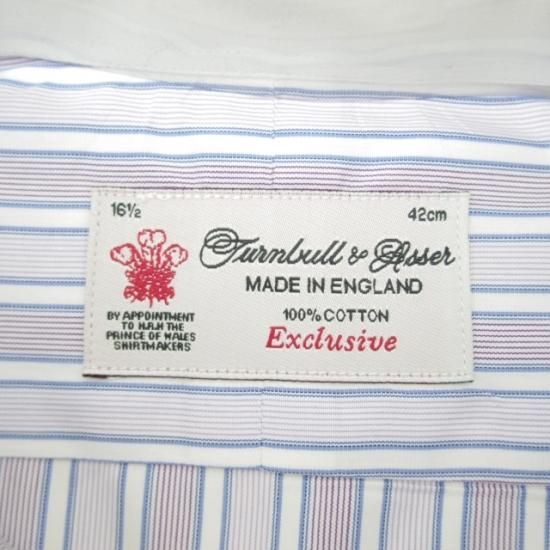 16½ 42cm
Turnbull & Asser
MADE IN ENGLAND
100% COTTON
Exclusive
BY APPOINTMENT
TO H.R.H THE
PRINCE OF WALES
SHIRTMAKERS